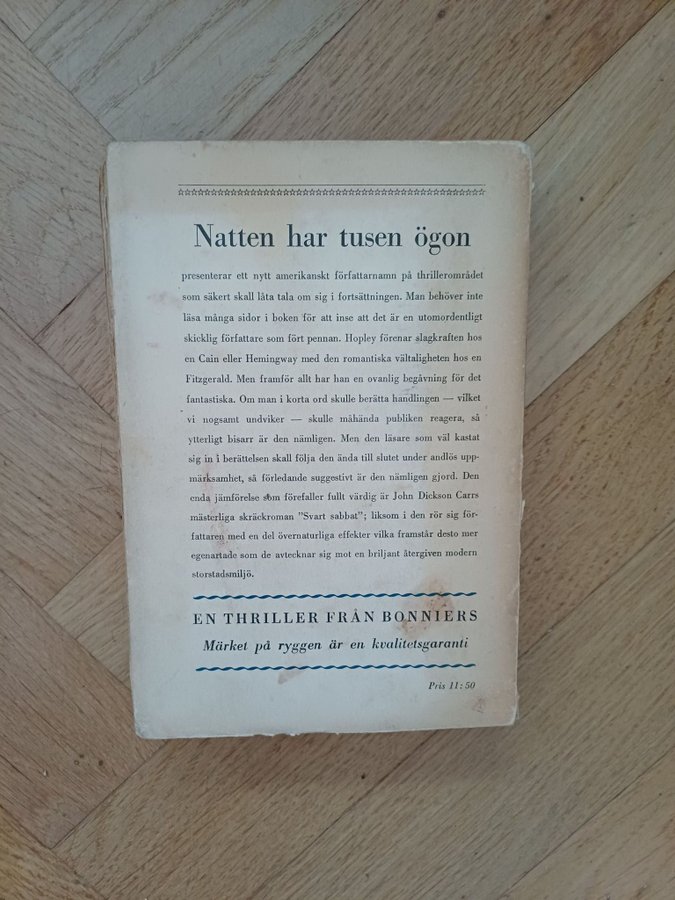 Natten har tusen ögon
presenterar ett nytt amerikanskt författarnamn på thrillerområdet
som säkert skall låta tala om sig i fortsättningen. Man behöver inte
läsa många sidor i boken för att inse att det är en utomordentligt
skicklig författare som fört pennan. Hopley förenar slagkraften hos
en Cain eller Hemingway med den romantiska vältaligheten hos en
Fitzgerald. Men framför allt har han en ovanlig begåvning för det
fantastiska. Om man i korta ord skulle berätta handlingen — vilket
vi nogsamt undviker — skulle måhända publiken reagera, så
ytterligt bisarr är den nämligen. Men den läsare som väl kastat
sig in i berättelsen skall följa den ända till slutet under andlös upp-
märksamhet, så förledande suggestivt är den nämligen gjord. Den
enda jämförelse som förefaller fullt värdig är John Dickson Carrs
mästerliga skräckroman ”Svart sabbat”; liksom i den rör sig för-
fattaren med en del övernaturliga effekter vilka framstår desto mer
egenartade som de avtecknar sig mot en briljant återgiven modern
storstadsmiljö.
EN THRILLER FRÅN BONNIERS
Märket på ryggen är en kvalitetsgaranti
Pris 11:50